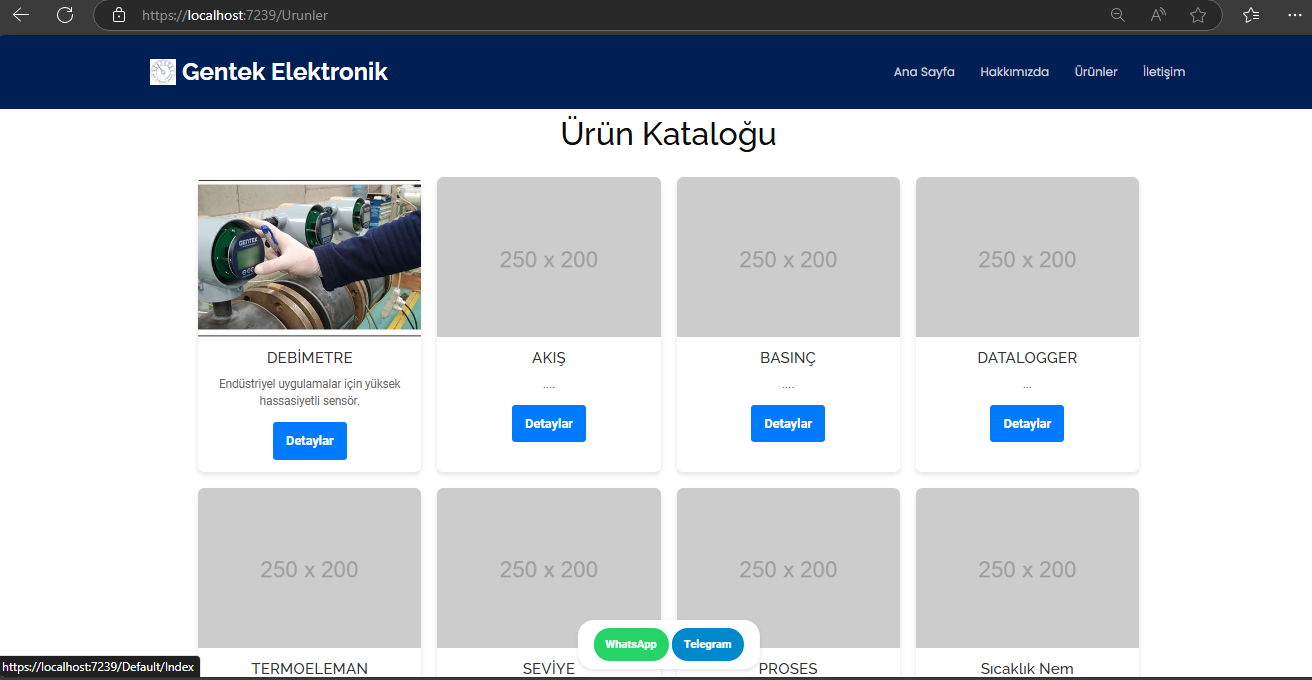 https://localhost:7239/Urunler
Gentek Elektronik
Ana Sayfa Hakkımızda Ürünler İletişim
Ürün Kataloğu
GENTEK
250 x 200 250 x 200 250 x 200
DEBİMETRE AKIŞ BASINÇ DATALOGGER
Endüstriyel uygulamalar için yüksek
hassasiyetli sensör.
.... .... ...
Detaylar Detaylar Detaylar Detaylar
250 x 200 250 x 200 250 x 200 250 x 200
WhatsApp Telegram
https://localhost:7239/Default/Index
TERMOELEMAN SEVİYE PROSES Sıcaklık Nem